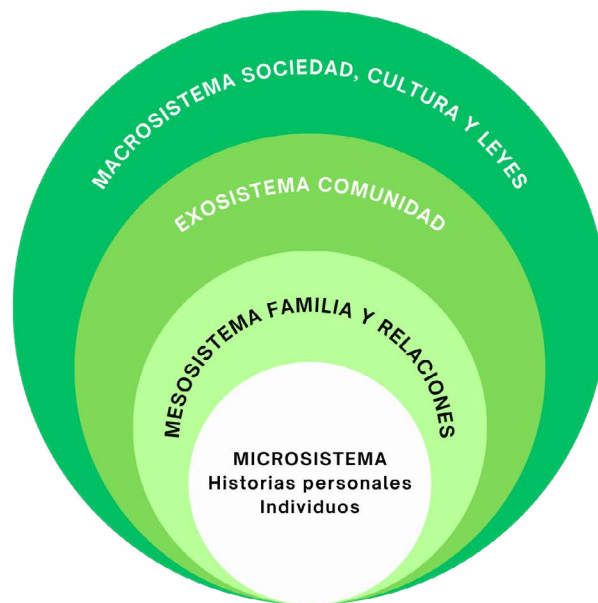 MACROSISTEMA SOCIEDAD, CULTURA Y LEYES
EXOSISTEMA COMUNIDAD
MESOSISTEMA FAMILIA Y RELACIONES
MICROSISTEMA
Historias personales
Individuos